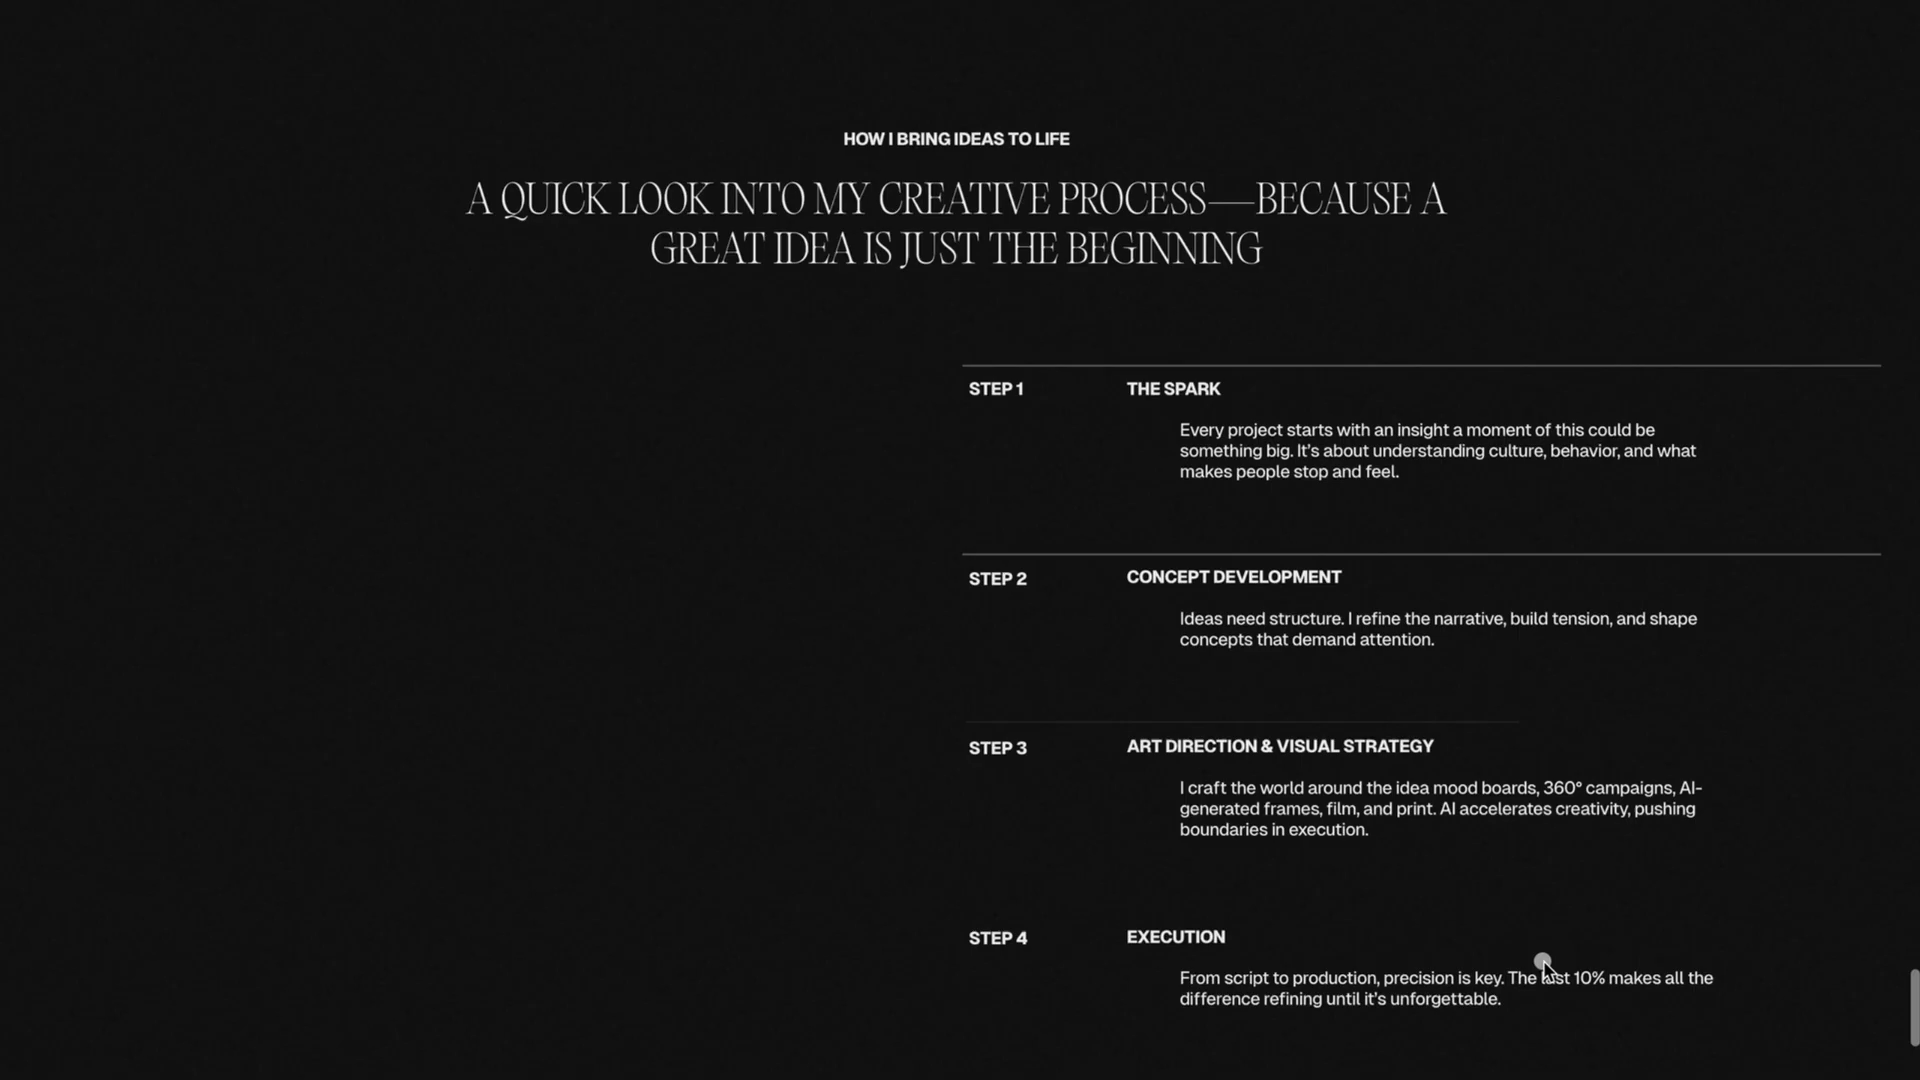 HOW I BRING IDEAS TO LIFE
A QUICK LOOK INTO MY CREATIVE PROCESS—BECAUSE A
GREAT IDEA IS JUST THE BEGINNING
STEP 1
THE SPARK
Every project starts with an insight a moment of this could be
something big. It's about understanding culture, behavior, and what
makes people stop and feel.
STEP 2
CONCEPT DEVELOPMENT
Ideas need structure. I refine the narrative, build tension, and shape
concepts that demand attention.
STEP 3
ART DIRECTION & VISUAL STRATEGY
I craft the world around the idea mood boards, 360° campaigns, AI-
generated frames, film, and print. AI accelerates creativity, pushing
boundaries in execution.
STEP 4
EXECUTION
From script to production, precision is key. The last 10% makes all the
difference refining until it's unforgettable.